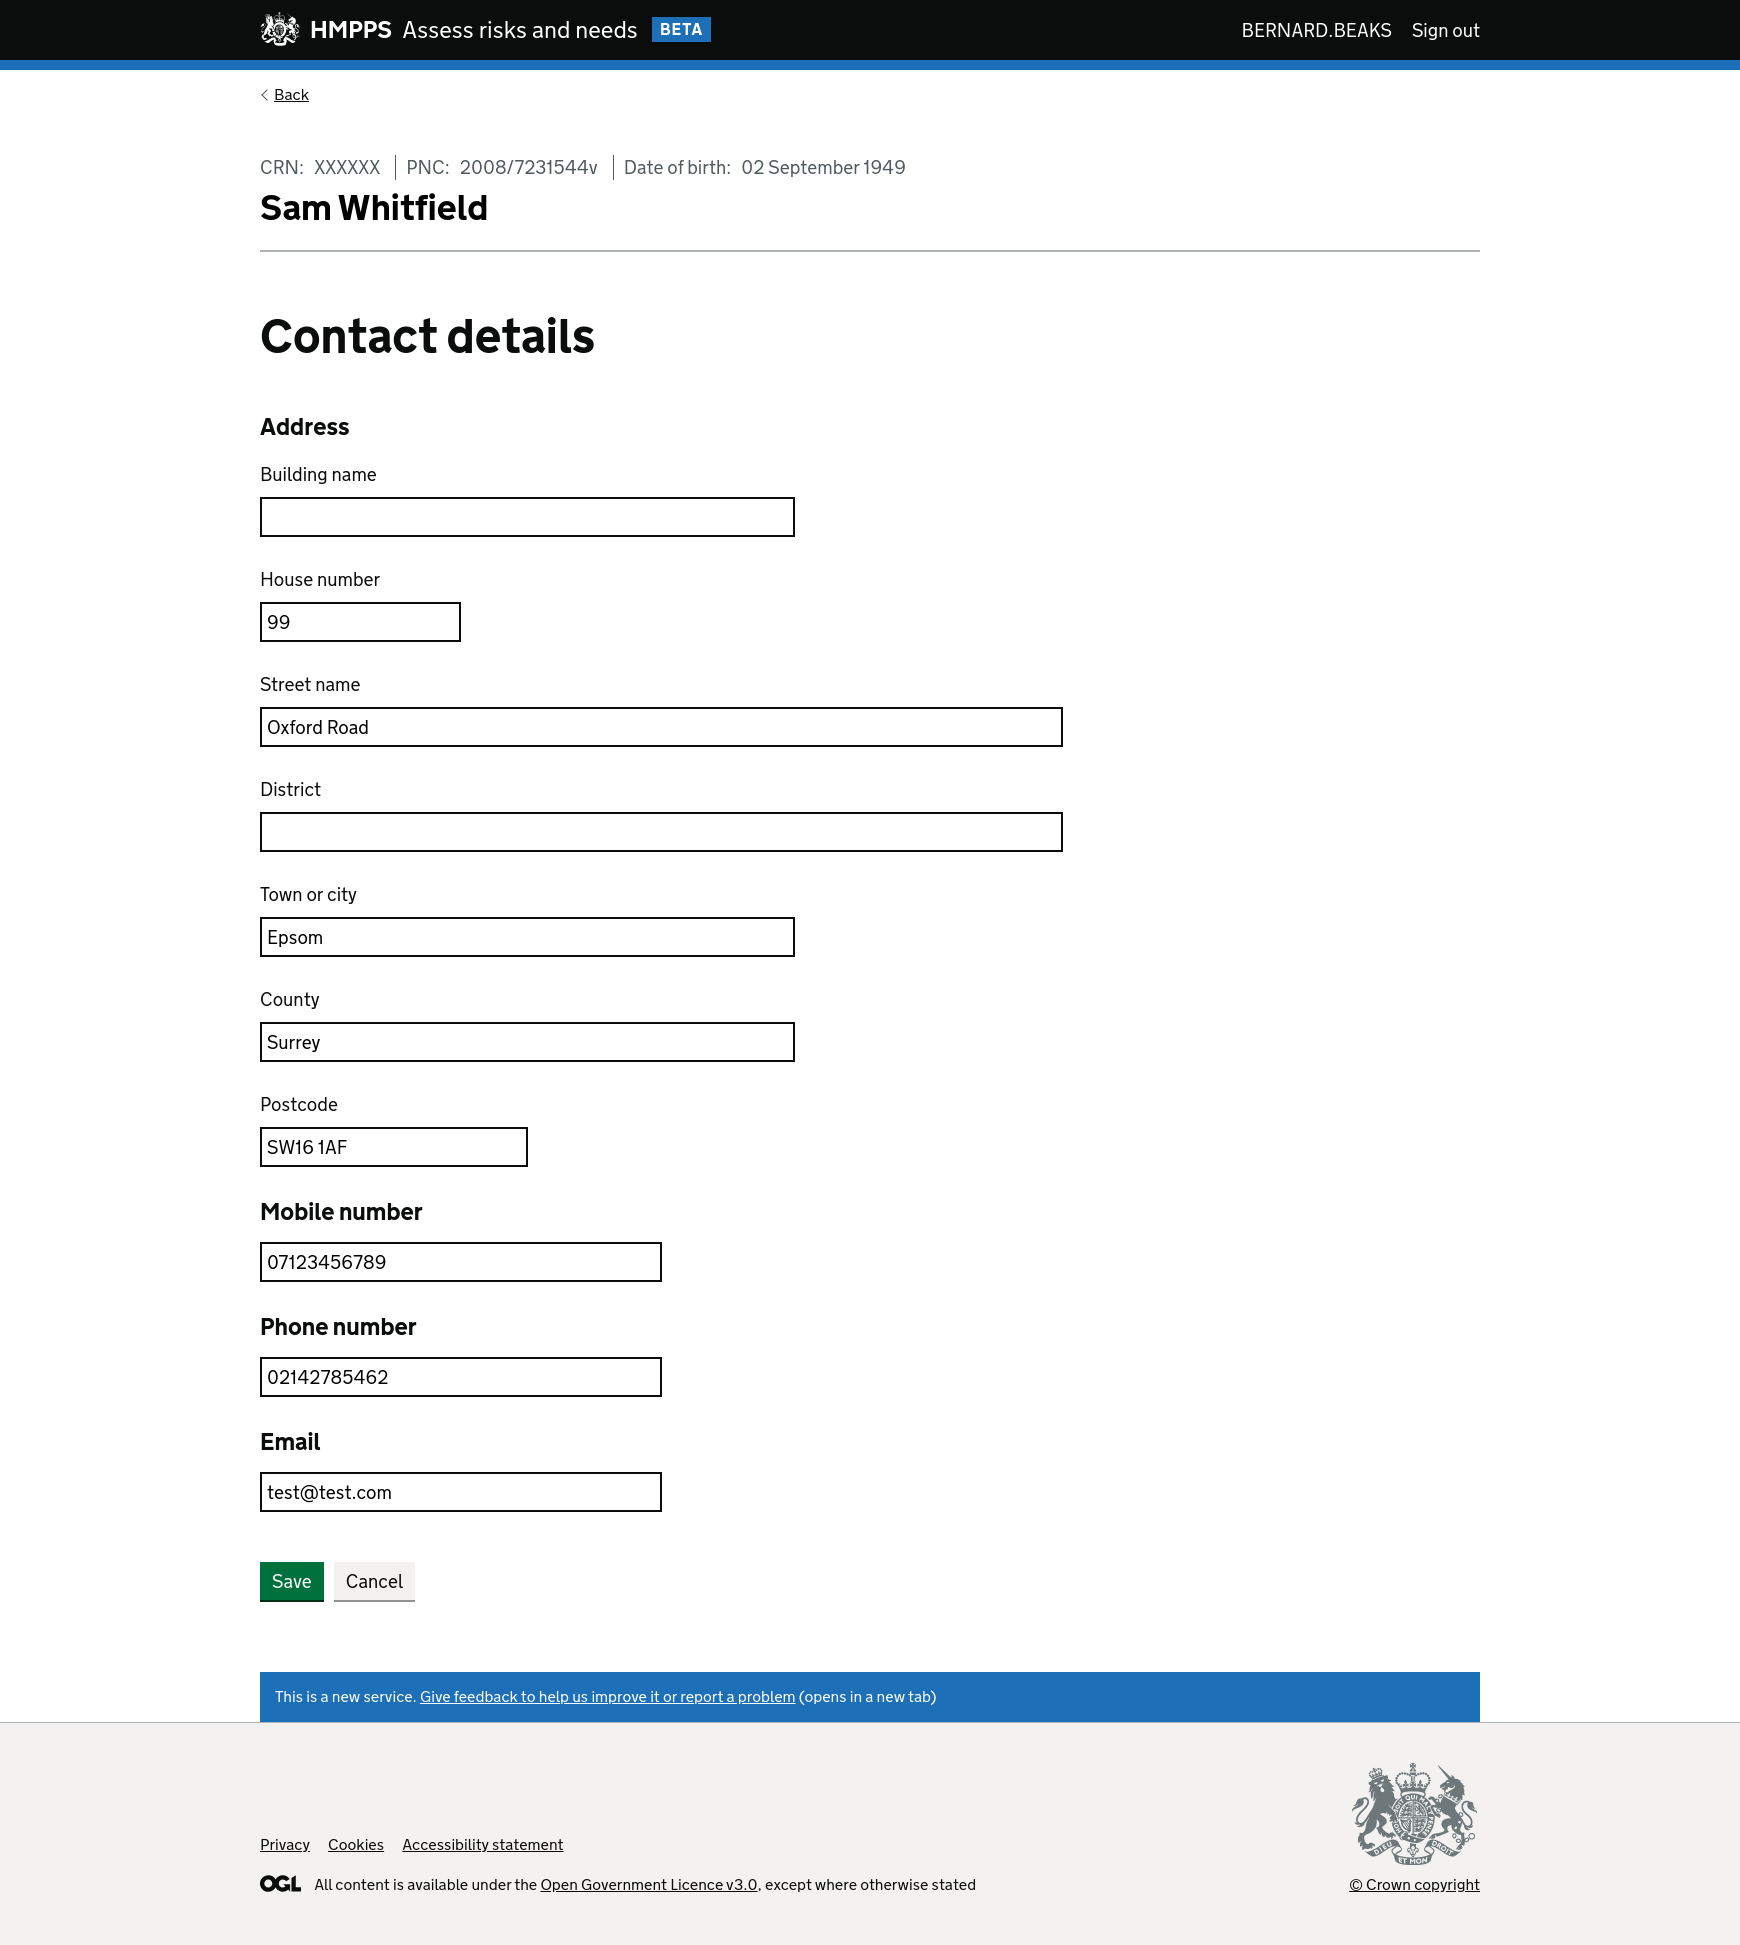 HMPPS Assess risks and needs BETA BERNARD.BEAKS Sign out
Back
CRN: XXXXXX PNC: 2008/7231544v Date of birth: 02 September 1949
Sam Whitfield
Contact details
Address
Building name
House number
99
Street name
Oxford Road
District
Town or city
Epsom
County
Surrey
Postcode
SW16 1AF
Mobile number
07123456789
Phone number
02142785462
Email
test@test.com
Save Cancel
This is a new service. Give feedback to help us improve it or report a problem (opens in a new tab)
Privacy Cookies Accessibility statement
OGL All content is available under the Open Government Licence v3.0, except where otherwise stated
© Crown copyright